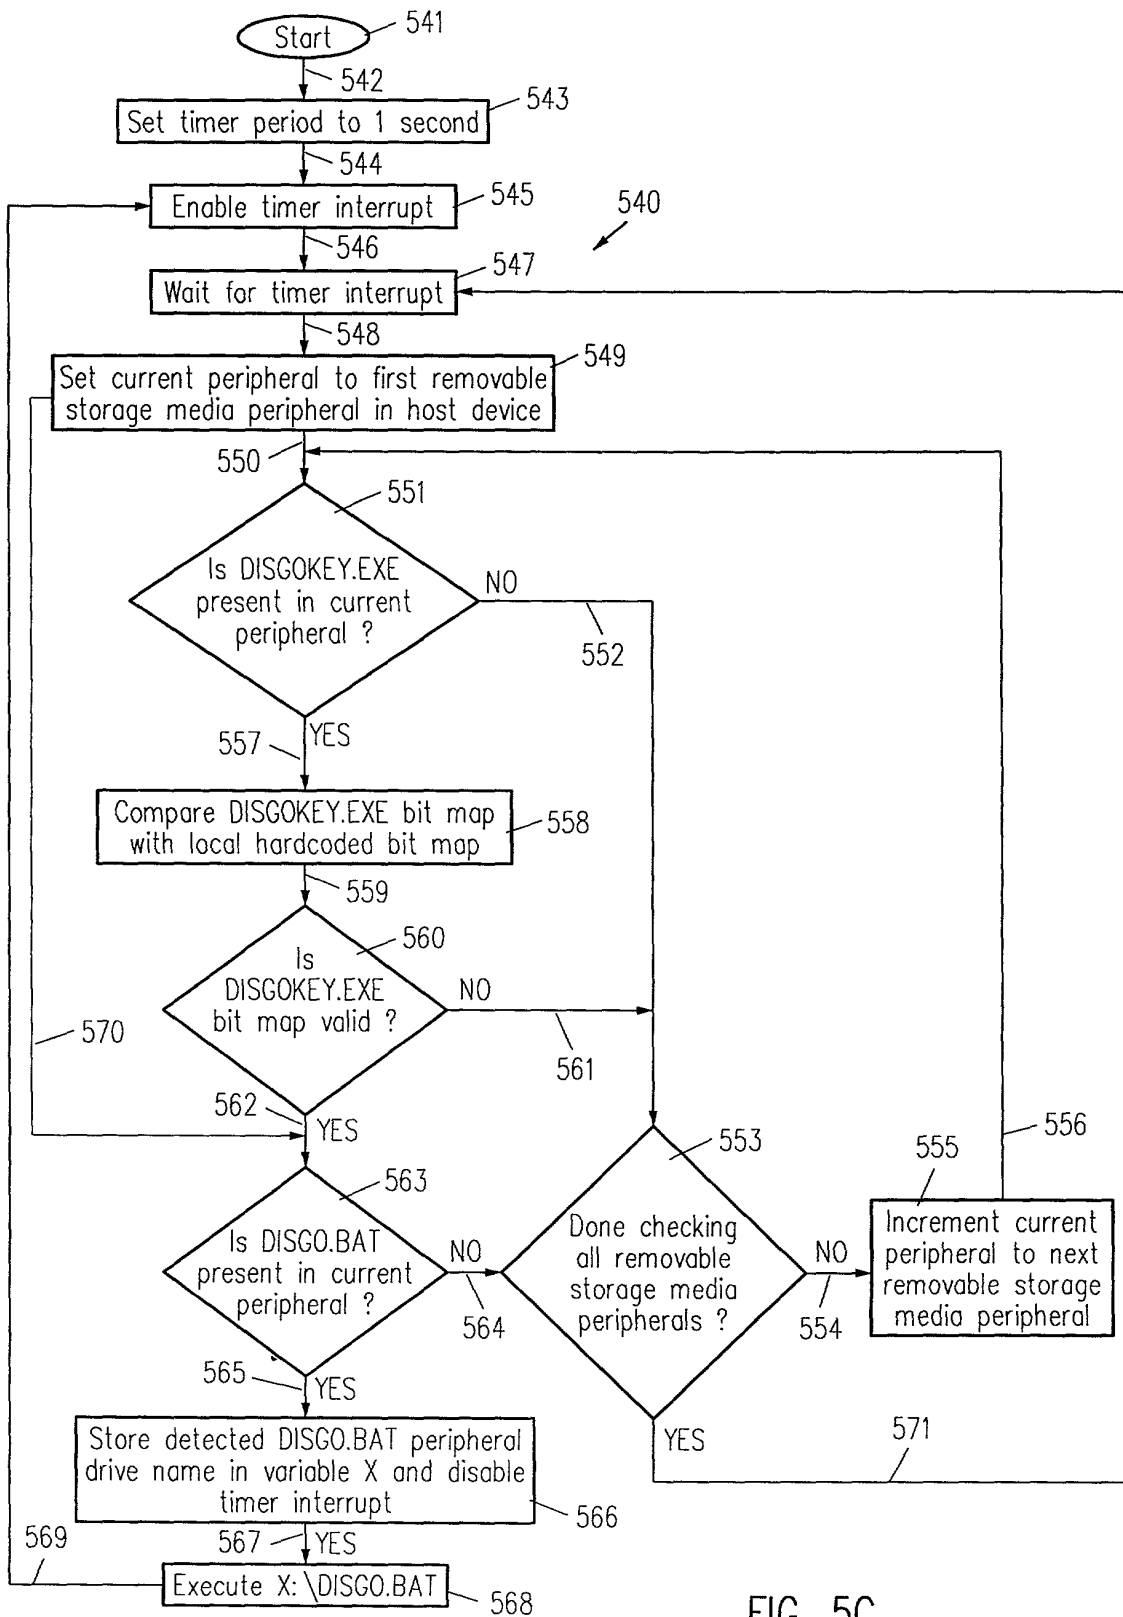 Start
541
542
Set timer period to 1 second
543
544
Enable timer interrupt
545
540
546
547
Wait for timer interrupt
548
549
Set current peripheral to first removable
storage media peripheral in host device
550
551
Is DISGOKEY.EXE
present in current
peripheral ?
NO
552
YES
557
Compare DISGOKEY.EXE bit map
with local hardcoded bit map
558
559
560
Is
DISGOKEY.EXE
bit map valid ?
NO
561
570
562
YES
563
Is DISGO.BAT
present in current
peripheral ?
NO
564
553
Done checking
all removable
storage media
peripherals ?
NO
554
555
556
Increment current
peripheral to next
removable storage
media peripheral
565
YES
YES
571
Store detected DISGO.BAT peripheral
drive name in variable X and disable
timer interrupt
566
567
YES
569
Execute X: \DISGO.BAT
568
FIG. 5C